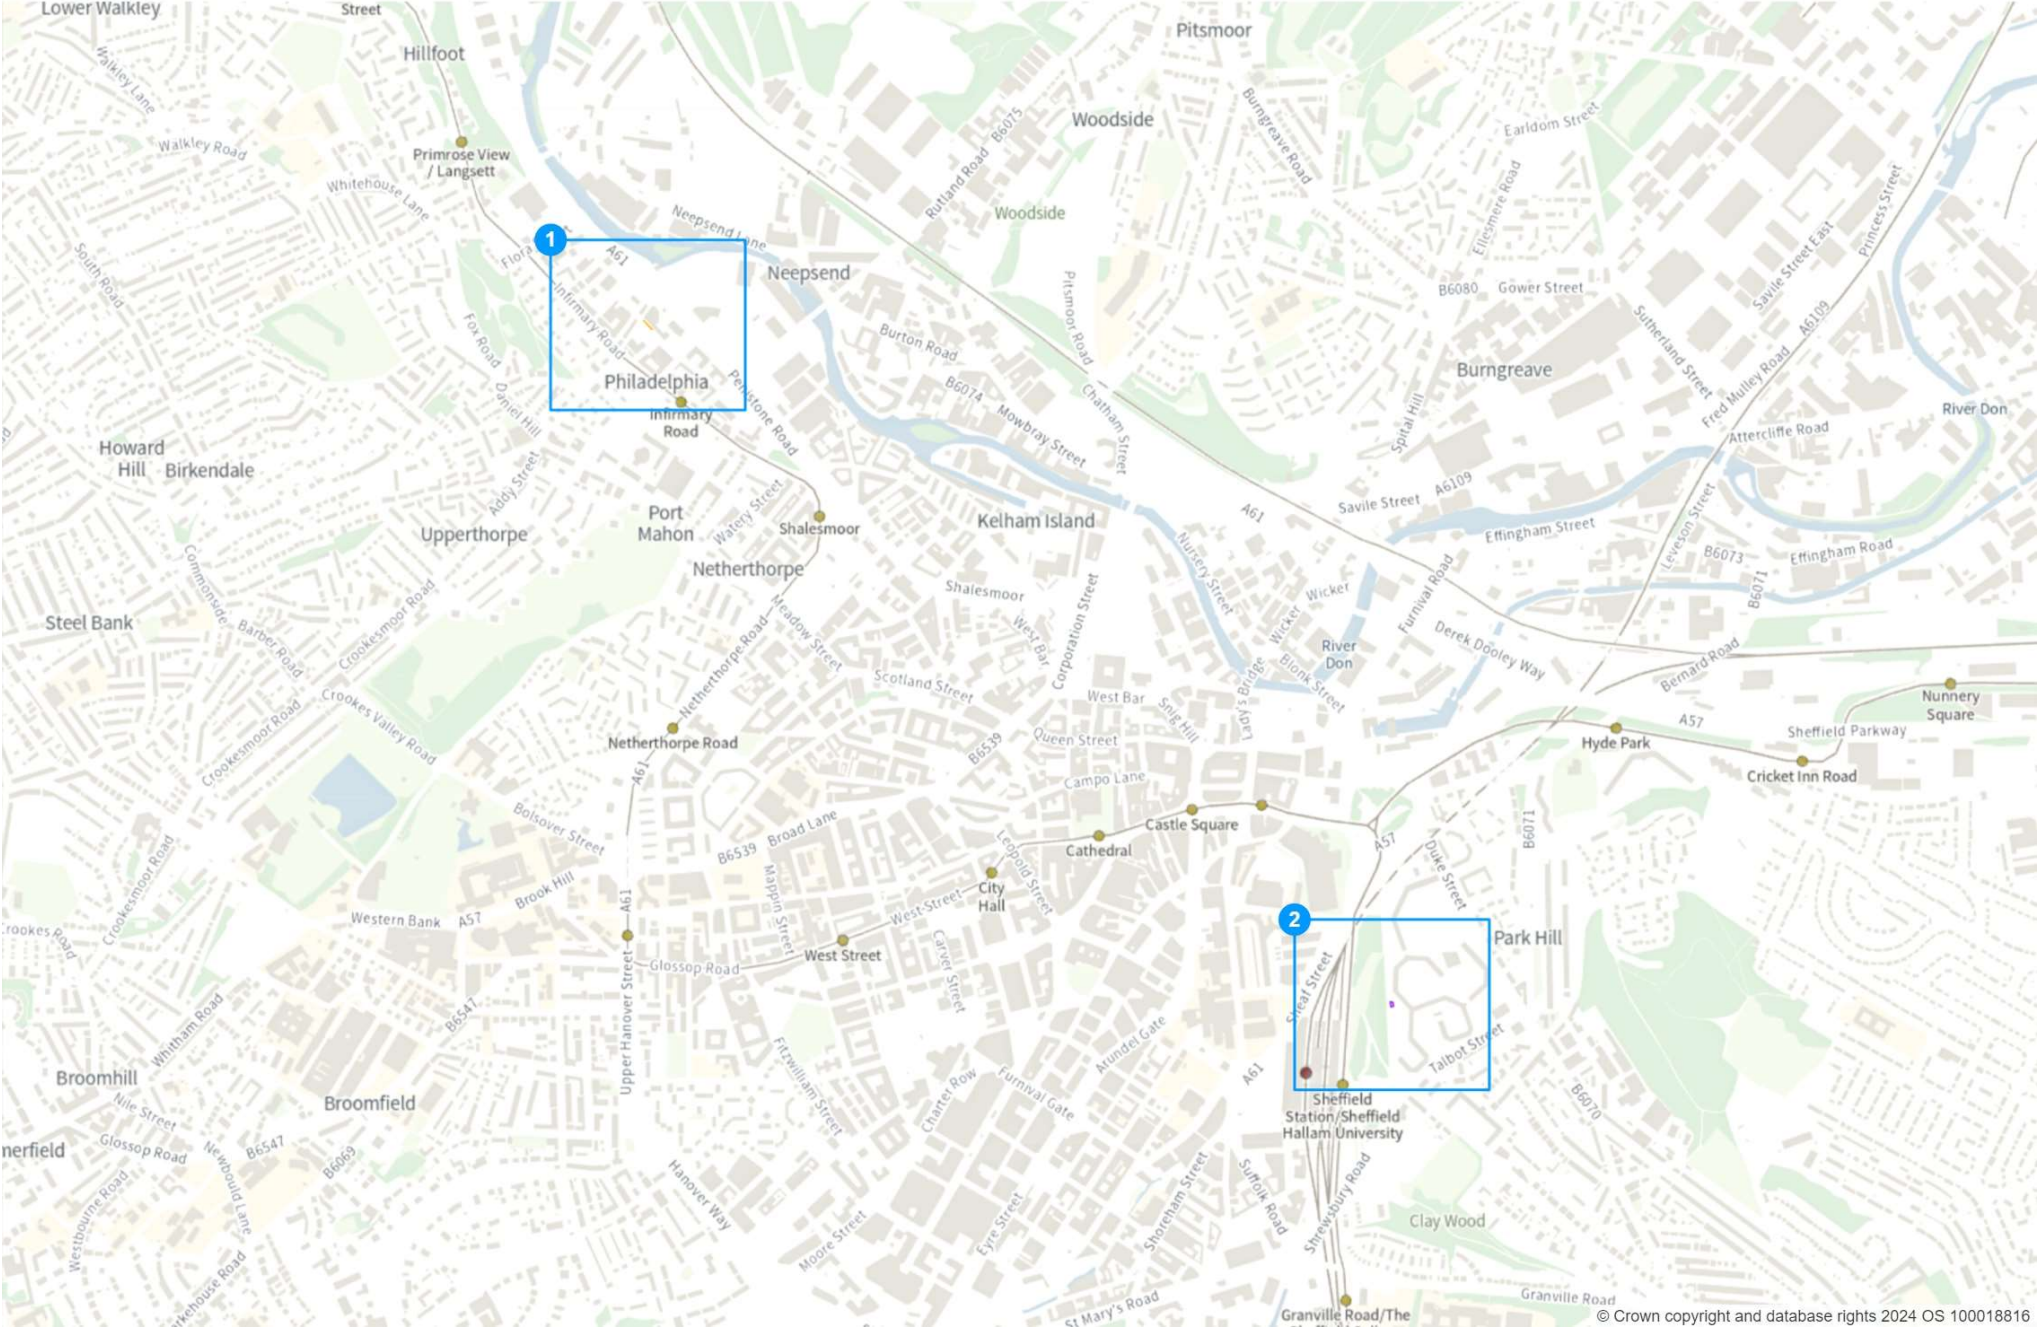 Lower Walkley
Street
Pitsmoor
Hillfoot
Walkley Lane
B6075
Burngreave Road
Woodside
Earldom Street
Walkley Road
Primrose View
/ Langsett
Rutland Road
Whitehouse Lane
Ellesmere Road
Princess Street
Woodside
Neepsend Lane
1
A61
South Road
Neepsend
Savile Street East
Pitsmoor Road
B6080
Gower Street
Infirmary Road
Sutherland Street
A6109
Fox Road
Burton Road
Burngreave
Fred Mulley Road
Philadelphia
Penistone Road
B6074
Daniel Hill
Chatham Street
Infirmary
Road
Mowbray Street
Spital Hill
River Don
Attercliffe Road
Howard
Hill
Birkendale
Addy Street
Savile Street
A6109
Port
Mahon
Watery Street
Shalesmoor
Kelham Island
A61
Upperthorpe
Effingham Street
Leveson Street
B6073
Effingham Road
Netherthorpe
Nursery Street
Commonside
Shalesmoor
Wicker
Furnival Road
B6071
Steel Bank
Barber Road
Crookesmoor Road
Meadow Street
West Bar
Corporation Street
Wicker
River
Don
Derek Dooley Way
Netherthorpe Road
Blonk Street
Bernard Road
Scotland Street
West Bar
Snig Hill
Nunnery
Square
Crookes Valley Road
Crookesmoor Road
Netherthorpe Road
B6539
Queen Street
Hyde Park
A57
Sheffield Parkway
A61
Campo Lane
Cricket Inn Road
Bolsover Street
Broad Lane
B6539
Leopold Street
Castle Square
Cathedral
A57
B6071
Duke Street
Crookesmoor Road
Brook Hill
Mappin Street
City
Hall
West Street
Western Bank
A57
A61
2
Crookes Road
Park Hill
Glossop Road
West Street
Carver Street
Sheaf Street
Upper Hanover Street
B6547
Whitham Road
Arundel Gate
Talbot Street
Fitzwilliam Street
A61
Broomhill
Nile Street
Broomfield
Charter Row
Furnival Gate
Sheffield
Station/Sheffield
Hallam University
B6070
Glossop Road
B6547
B6069
Newbould Lane
Hanover Way
Suffolk Road
Shrewsbury Road
Westbourne Road
Moore Street
Eyre Street
Shoreham Street
Clay Wood
St Mary's Road
Granville Road
Granville Road/The
© Crown copyright and database rights 2024 OS 100018816